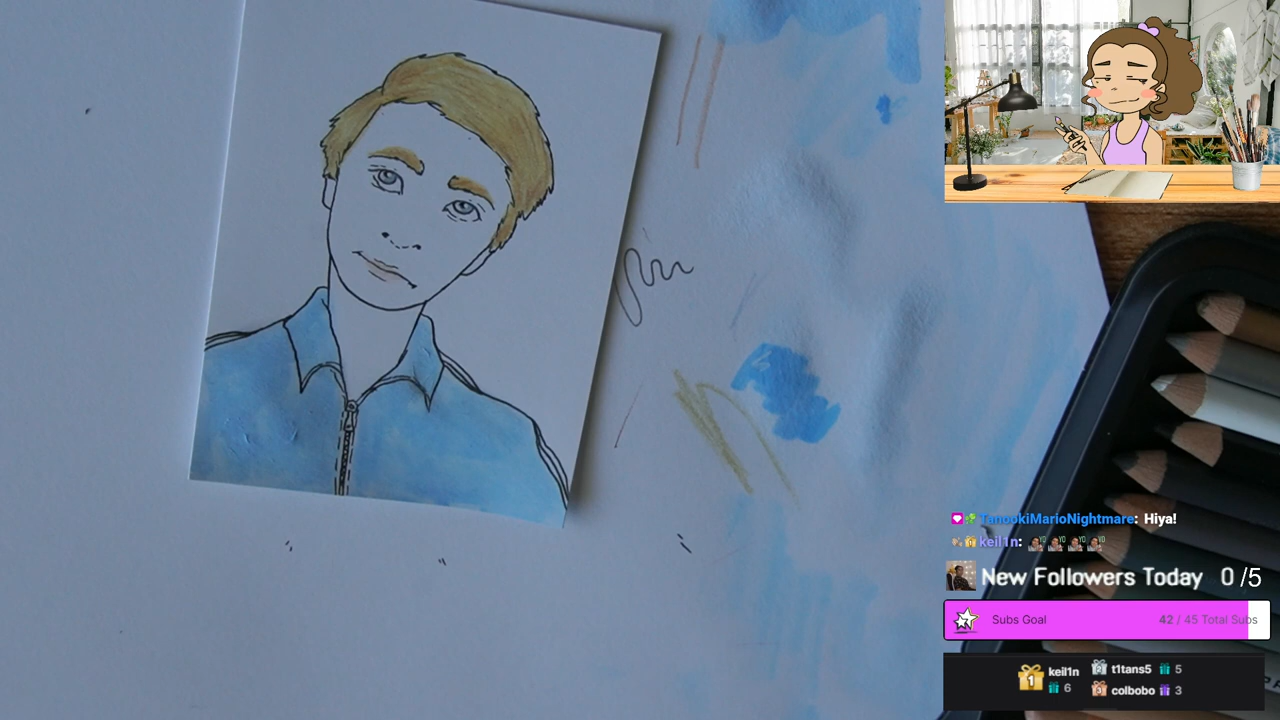 TanookiMarioNightmare: Hiya!
keil1n:
New Followers Today 0 /5
Subs Goal 42 / 45 Total Subs
keil1n 6
t1tans5 5
colbobo 3